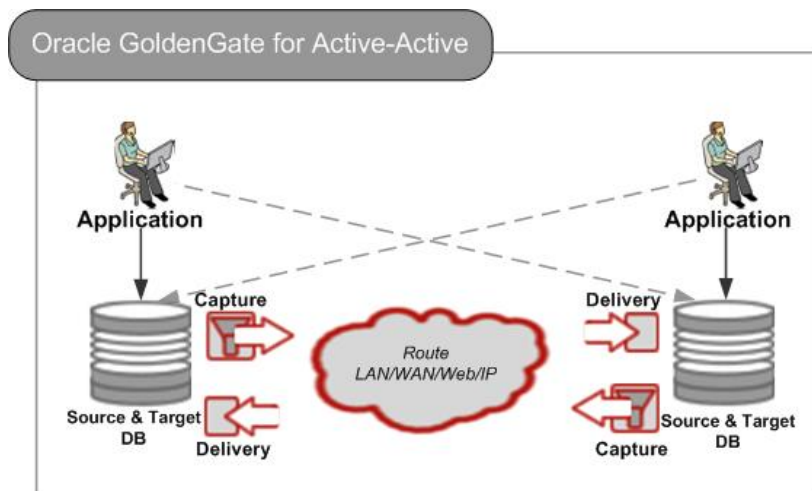 Oracle GoldenGate for Active-Active
Application
Application
Capture
Delivery
Route
LAN/WAN/Web/IP
Source & Target
DB
Delivery
Capture
Source & Target
DB